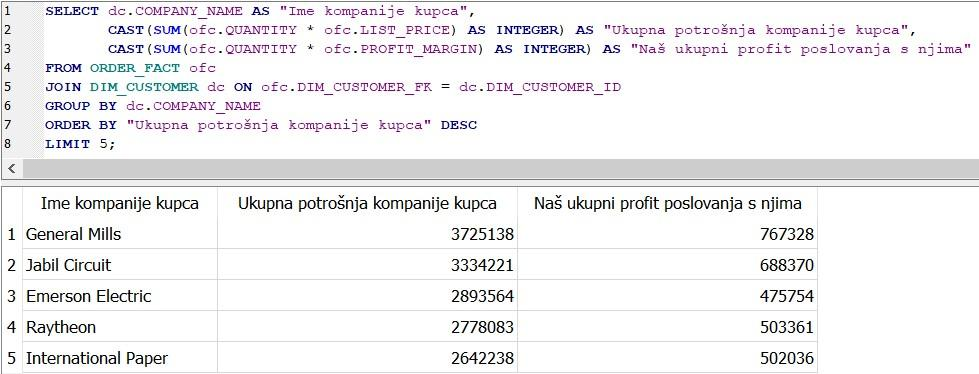 1 SELECT dc.COMPANY_NAME AS "Ime kompanije kupca",
2 CAST(SUM(ofc.QUANTITY * ofc.LIST_PRICE) AS INTEGER) AS "Ukupna potrošnja kompanije kupca",
3 CAST(SUM(ofc.QUANTITY * ofc.PROFIT_MARGIN) AS INTEGER) AS "Naš ukupni profit poslovanja s njima"
4 FROM ORDER_FACT ofc
5 JOIN DIM_CUSTOMER dc ON ofc.DIM_CUSTOMER_FK = dc.DIM_CUSTOMER_ID
6 GROUP BY dc.COMPANY_NAME
7 ORDER BY "Ukupna potrošnja kompanije kupca" DESC
8 LIMIT 5;
Ime kompanije kupca Ukupna potrošnja kompanije kupca Naš ukupni profit poslovanja s njima
1 General Mills 3725138 767328
2 Jabil Circuit 3334221 688370
3 Emerson Electric 2893564 475754
4 Raytheon 2778083 503361
5 International Paper 2642238 502036